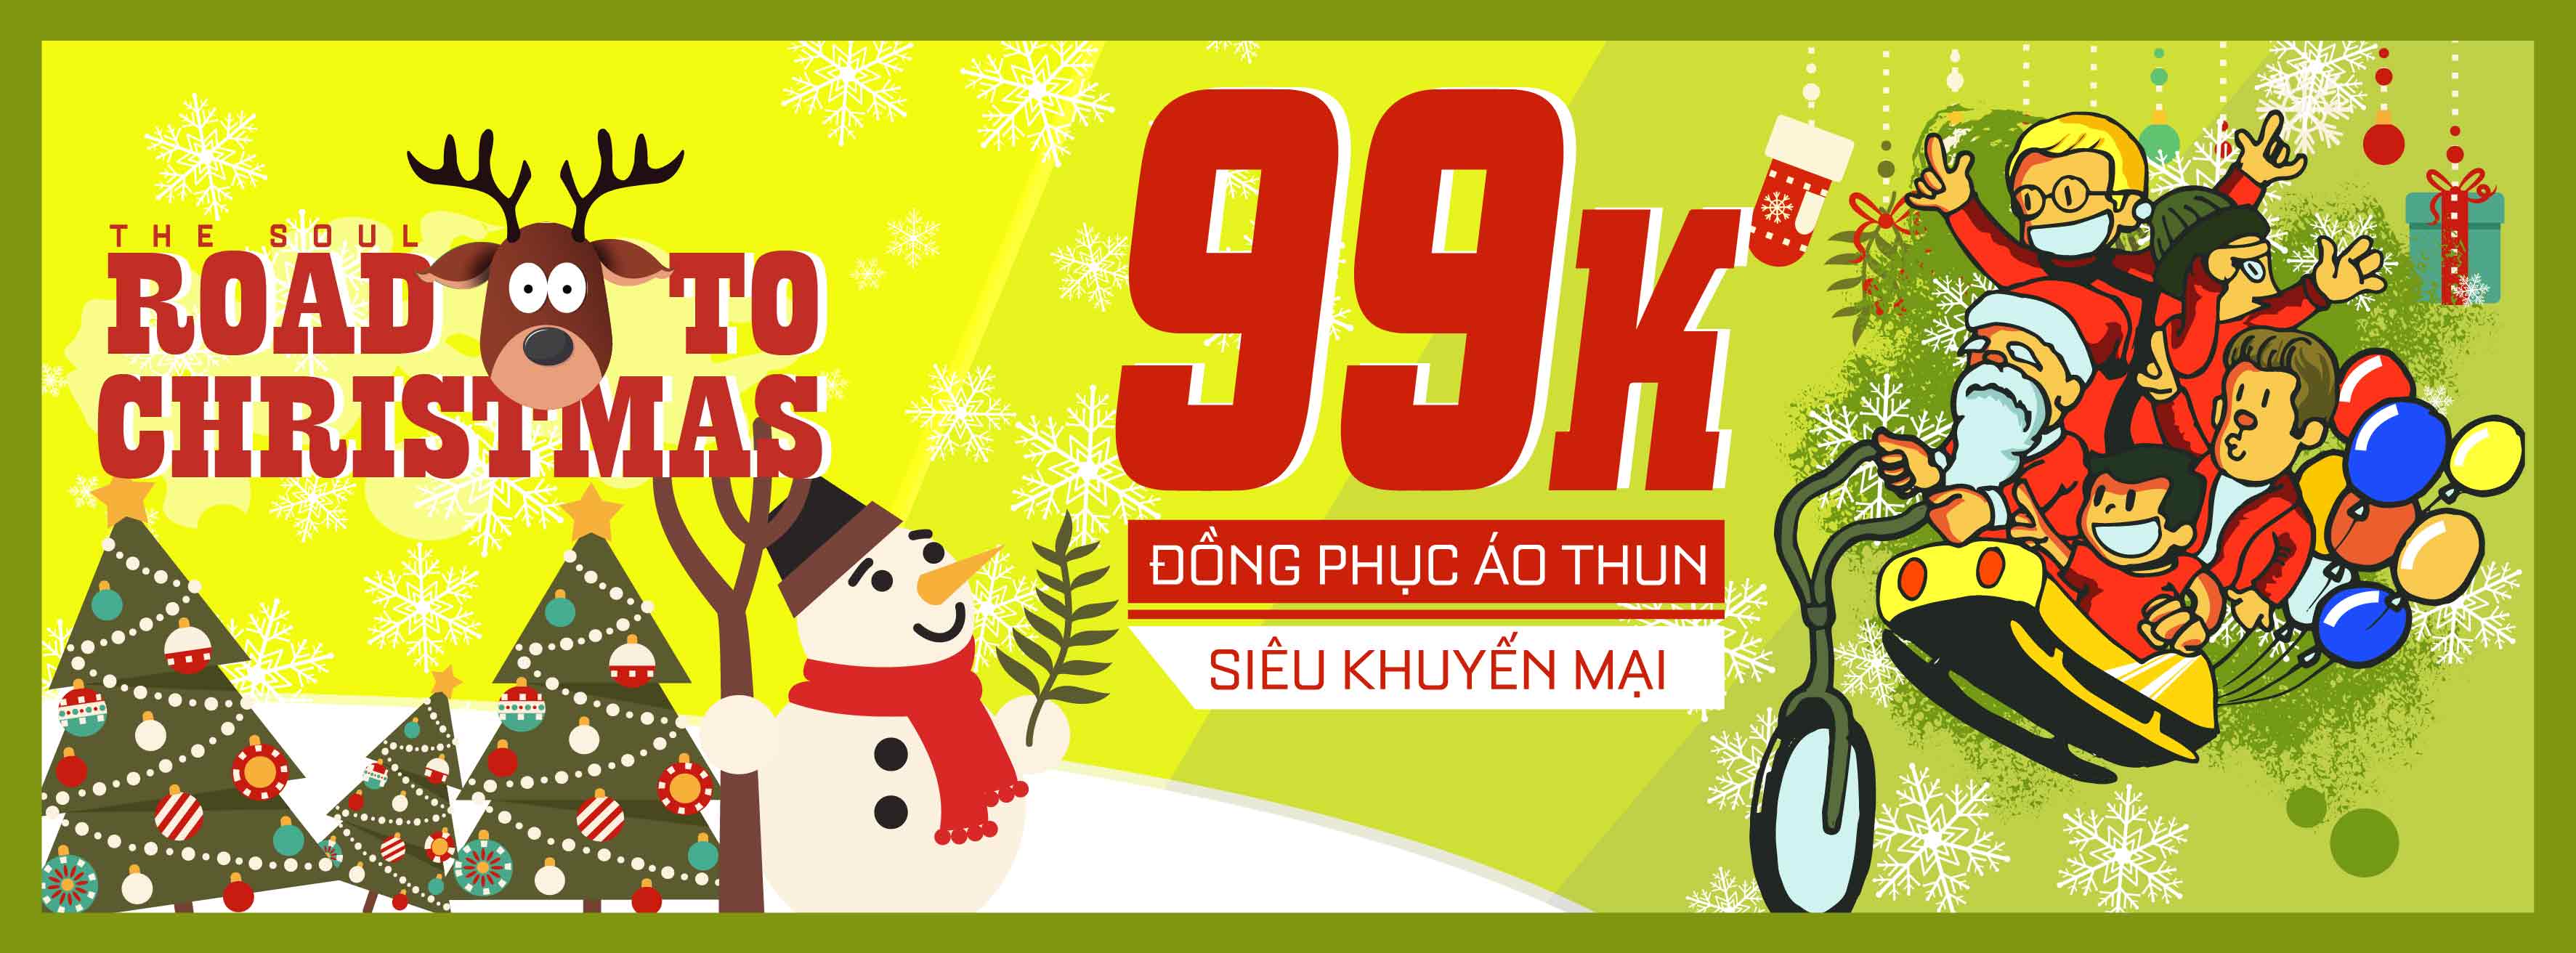 THE SOUL
ROAD TO
CHRISTMAS
99K
ĐỒNG PHỤC ÁO THUN
SIÊU KHUYẾN MẠI